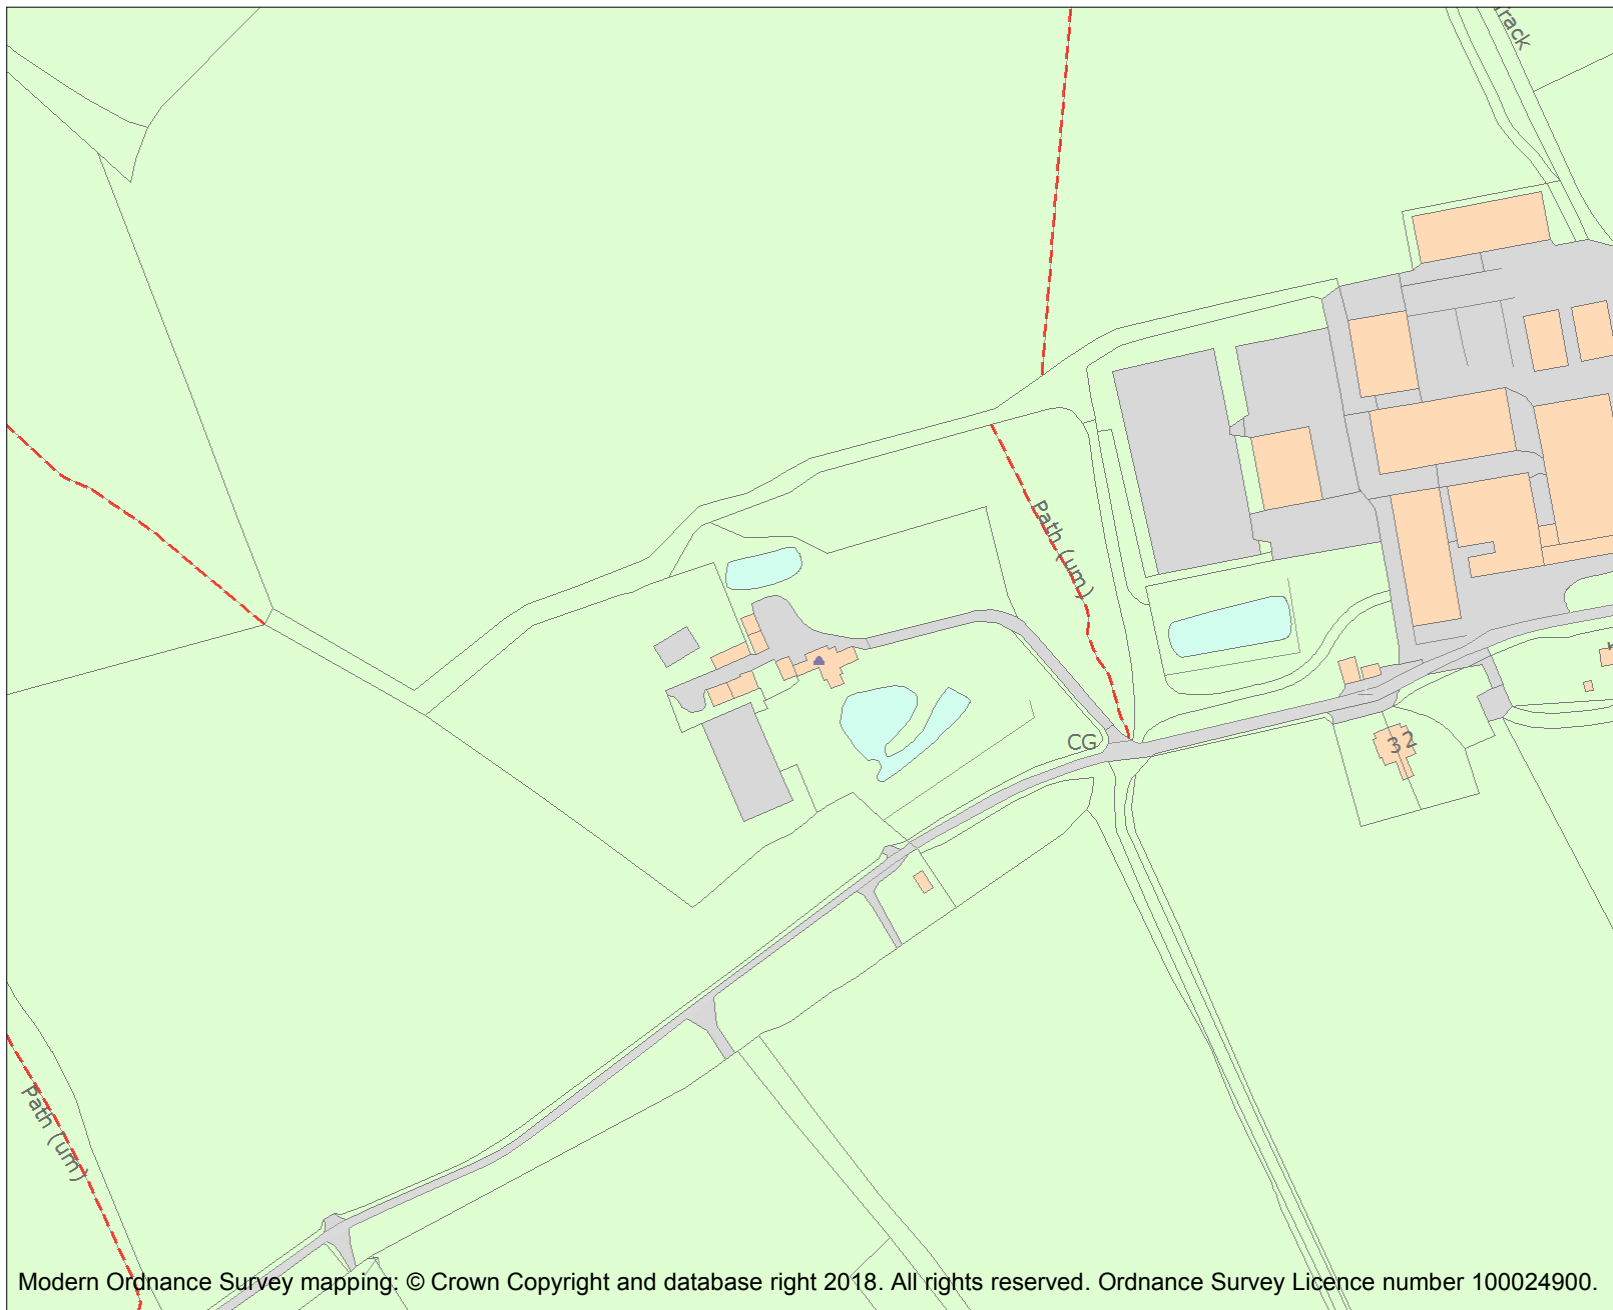 Track
Path (um)
CG
32
Path (um)
Modern Ordnance Survey mapping: © Crown Copyright and database right 2018. All rights reserved. Ordnance Survey Licence number 100024900.